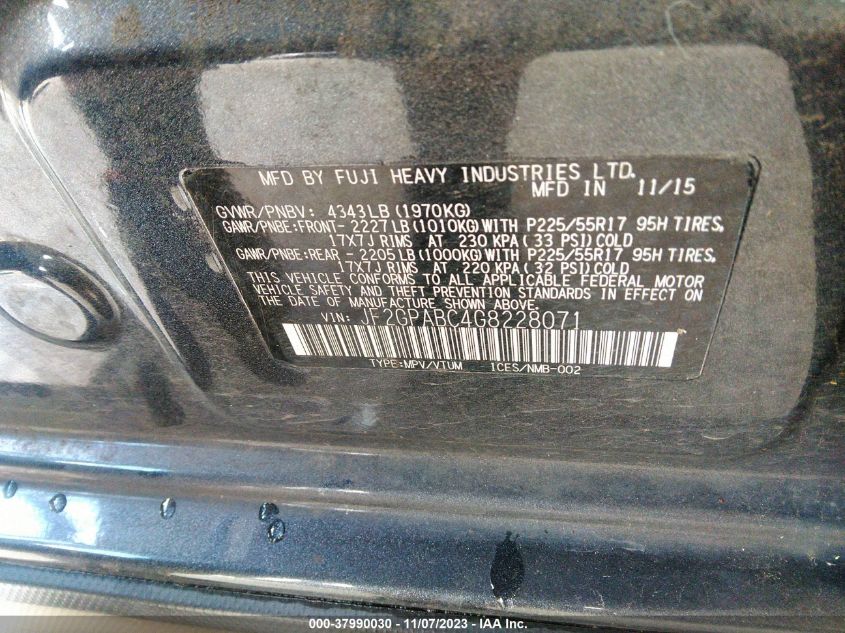 MFD BY FUJI HEAVY INDUSTRIES LTD.
MFD IN 11/15
GVWR/PNBV: 4343LB(1970KG)
GAWR/PNBE:FRONT- 2227LB(1010KG)WITH P225/55R17 95H TIRES,
17X7J RIMS AT 230 KPA( 33 PSI)COLD
GAWR/PNBE:REAR - 2205LB(1000KG)WITH P225/55R17 95H TIRES,
17X7J RIMS AT 220 KPA( 32 PSI)COLD
THIS VEHICLE CONFORMS TO ALL APPLICABLE FEDERAL MOTOR
VEHICLE SAFETY AND THEFT PREVENTION STANDARDS IN EFFECT ON
THE DATE OF MANUFACTURE SHOWN ABOVE.
VIN: JF2GPABC4G8228071
TYPE:MPV/VTUM ICES/NMB-002
000-37990030 - 11/07/2023 - IAA Inc.